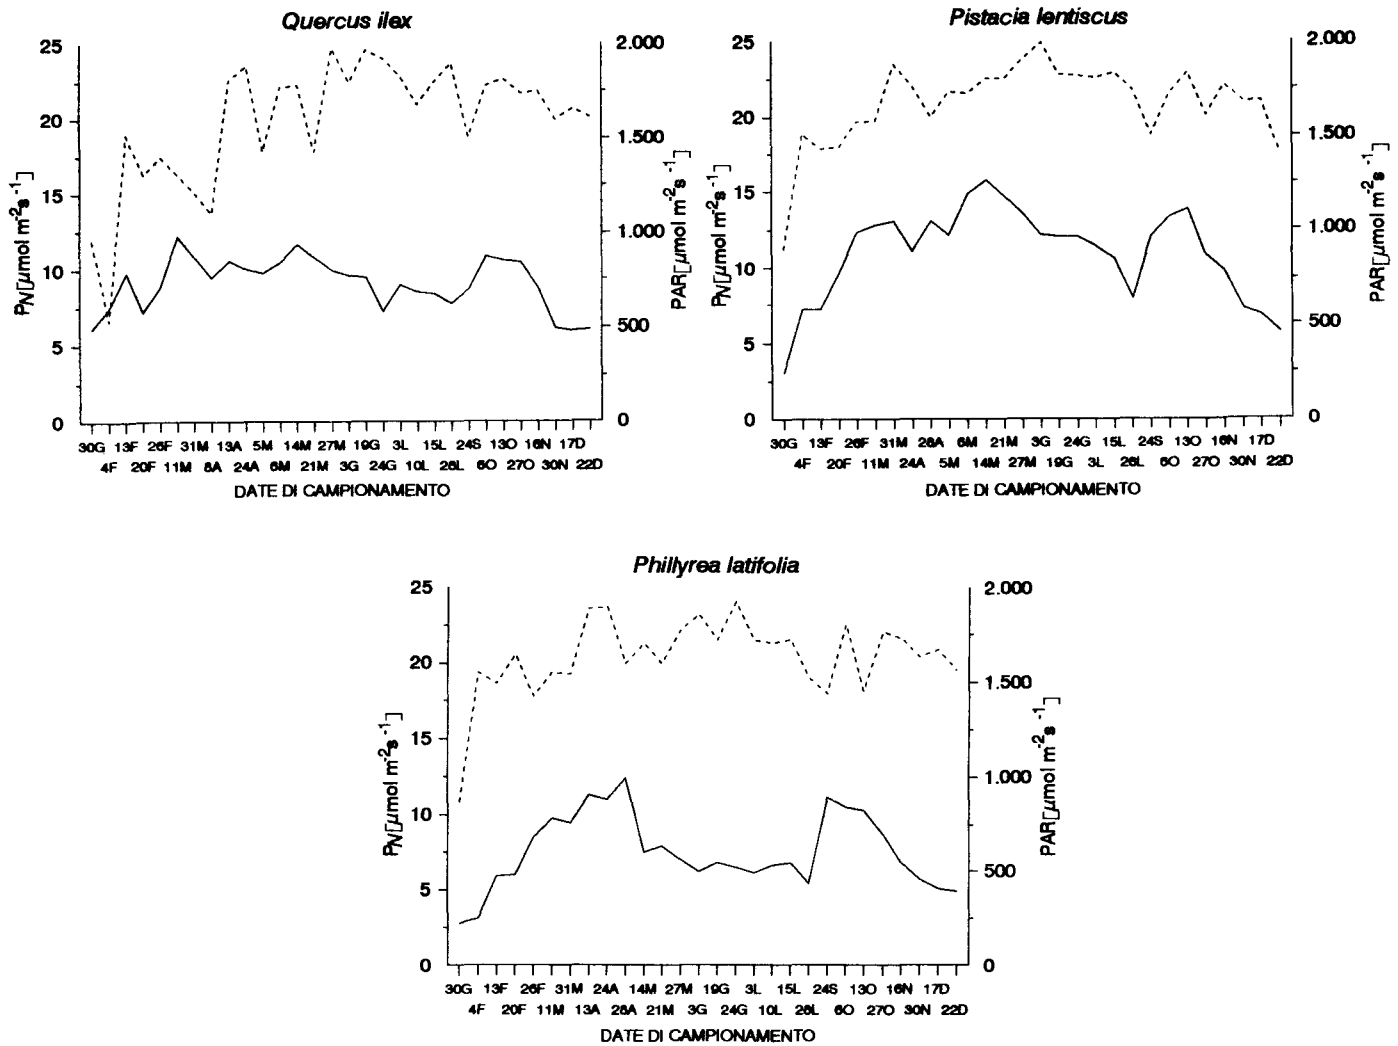 Quercus ilex
25
20
15
10
5
0
P_N[µmol m⁻²s⁻¹]
2.000
1.500
1.000
500
0
PAR[µmol m⁻²s⁻¹]
30G 13F 26F 31M 13A 5M 14M 27M 19G 3L 15L 24S 13O 16N 17D
4F 20F 11M 8A 24A 6M 21M 3G 24G 10L 26L 6O 27O 30N 22D
DATE DI CAMPIONAMENTO
Pistacia lentiscus
25
20
15
10
5
0
P_N[µmol m⁻²s⁻¹]
2.000
1.500
1.000
500
0
PAR[µmol m⁻²s⁻¹]
30G 13F 26F 31M 26A 6M 21M 3G 24G 15L 24S 13O 16N 17D
4F 20F 11M 24A 5M 14M 27M 19G 3L 26L 6O 27O 30N 22D
DATE DI CAMPIONAMENTO
Phillyrea latifolia
25
20
15
10
5
0
P_N[µmol m⁻²s⁻¹]
2.000
1.500
1.000
500
0
PAR[µmol m⁻²s⁻¹]
30G 13F 26F 31M 24A 14M 27M 19G 3L 15L 24S 13O 16N 17D
4F 20F 11M 13A 26A 21M 3G 24G 10L 26L 6O 27O 30N 22D
DATE DI CAMPIONAMENTO